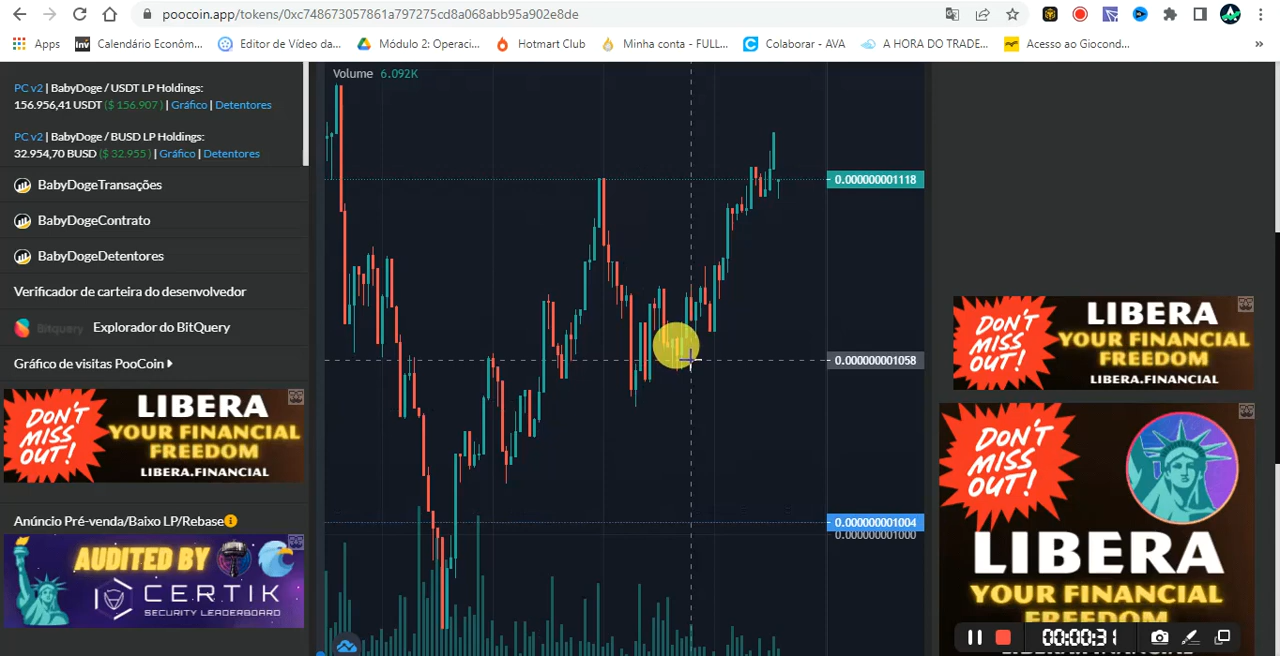 poocoin.app/tokens/0xc748673057861a797275cd8a068abb95a902e8de
Apps
Calendário Econôm...
Editor de Vídeo da...
Módulo 2: Operaci...
Hotmart Club
Minha conta - FULL...
Colaborar - AVA
A HORA DO TRADE...
Acesso ao Giocond...
»
PC v2 | BabyDoge / USDT LP Holdings:
156.956,41 USDT ($ 156.907 ) | Gráfico | Detentores
PC v2 | BabyDoge / BUSD LP Holdings:
32.954,70 BUSD ($ 32.955 ) | Gráfico | Detentores
BabyDogeTransações
BabyDogeContrato
BabyDogeDetentores
Verificador de carteira do desenvolvedor
Bitquery Explorador do BitQuery
Gráfico de visitas PooCoin
DON'T MISS OUT!
LIBERA
YOUR FINANCIAL
FREEDOM
LIBERA.FINANCIAL
Anúncio Pré-venda/Baixo LP/Rebase
AUDITED BY
CERTIK
SECURITY LEADERBOARD
Volume 6.092K
0.000000001118
0.000000001058
0.000000001004
0.000000001000
DON'T MISS OUT!
LIBERA
YOUR FINANCIAL
FREEDOM
LIBERA.FINANCIAL
DON'T
MISS
OUT!
LIBERA
YOUR FINANCIAL
FREEDOM
00:00:31